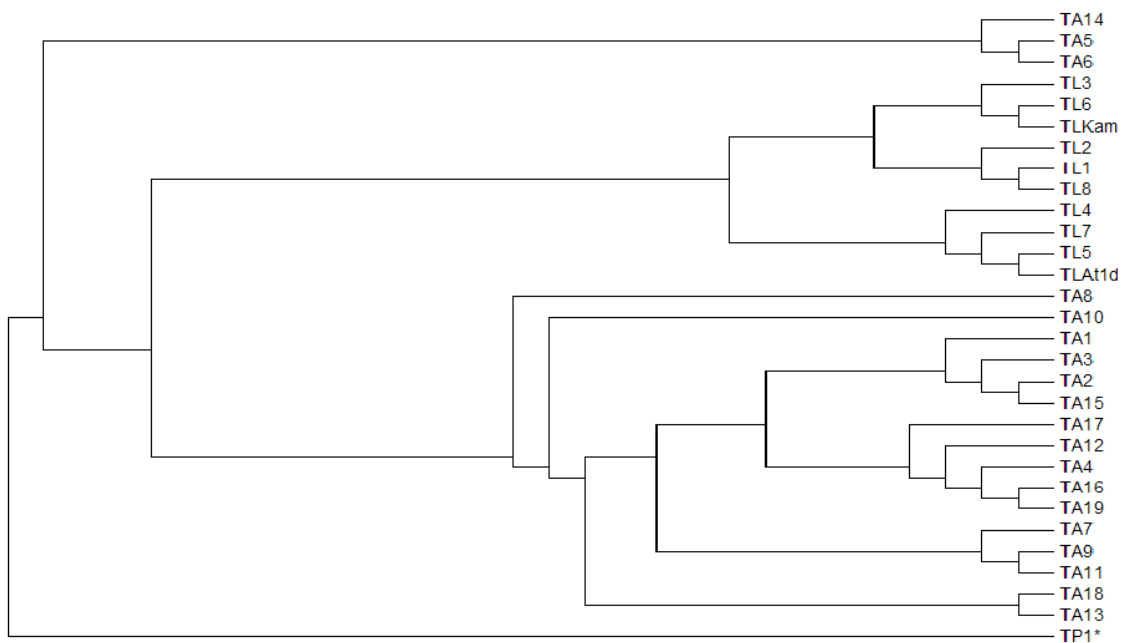 TA14
TA5
TA6
TL3
TL6
TLKam
TL2
TL1
TL8
TL4
TL7
TL5
TLAt1d
TA8
TA10
TA1
TA3
TA2
TA15
TA17
TA12
TA4
TA16
TA19
TA7
TA9
TA11
TA18
TA13
TP1*